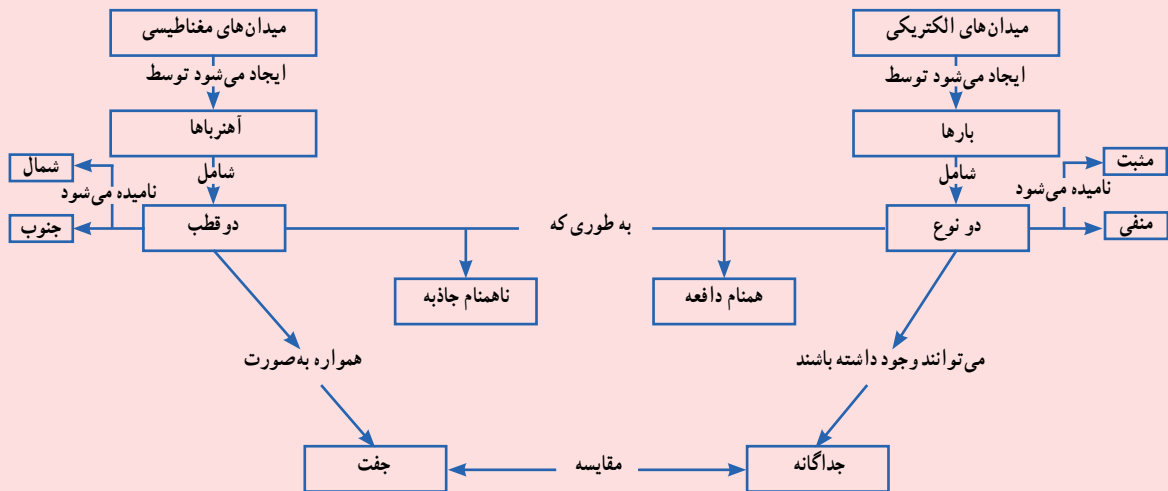 میدان‌های الکتریکی
ایجاد می‌شود توسط
بارها
شامل
دو نوع
نامیده می‌شود
مثبت
منفی
میدان‌های مغناطیسی
ایجاد می‌شود توسط
آهنرباها
شامل
دو قطب
نامیده می‌شود
شمال
جنوب
به طوری که
همنام دافعه
ناهمنام جاذبه
می‌توانند وجود داشته باشند
همواره به‌صورت
جداگانه
مقایسه
جفت